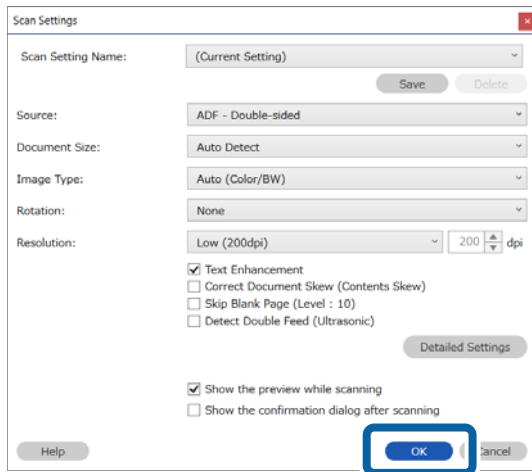 Scan Settings
Scan Setting Name: (Current Setting)
Save Delete
Source: ADF - Double-sided
Document Size: Auto Detect
Image Type: Auto (Color/BW)
Rotation: None
Resolution: Low (200dpi) 200 dpi
Text Enhancement
Correct Document Skew (Contents Skew)
Skip Blank Page (Level : 10)
Detect Double Feed (Ultrasonic)
Detailed Settings
Show the preview while scanning
Show the confirmation dialog after scanning
Help OK Cancel